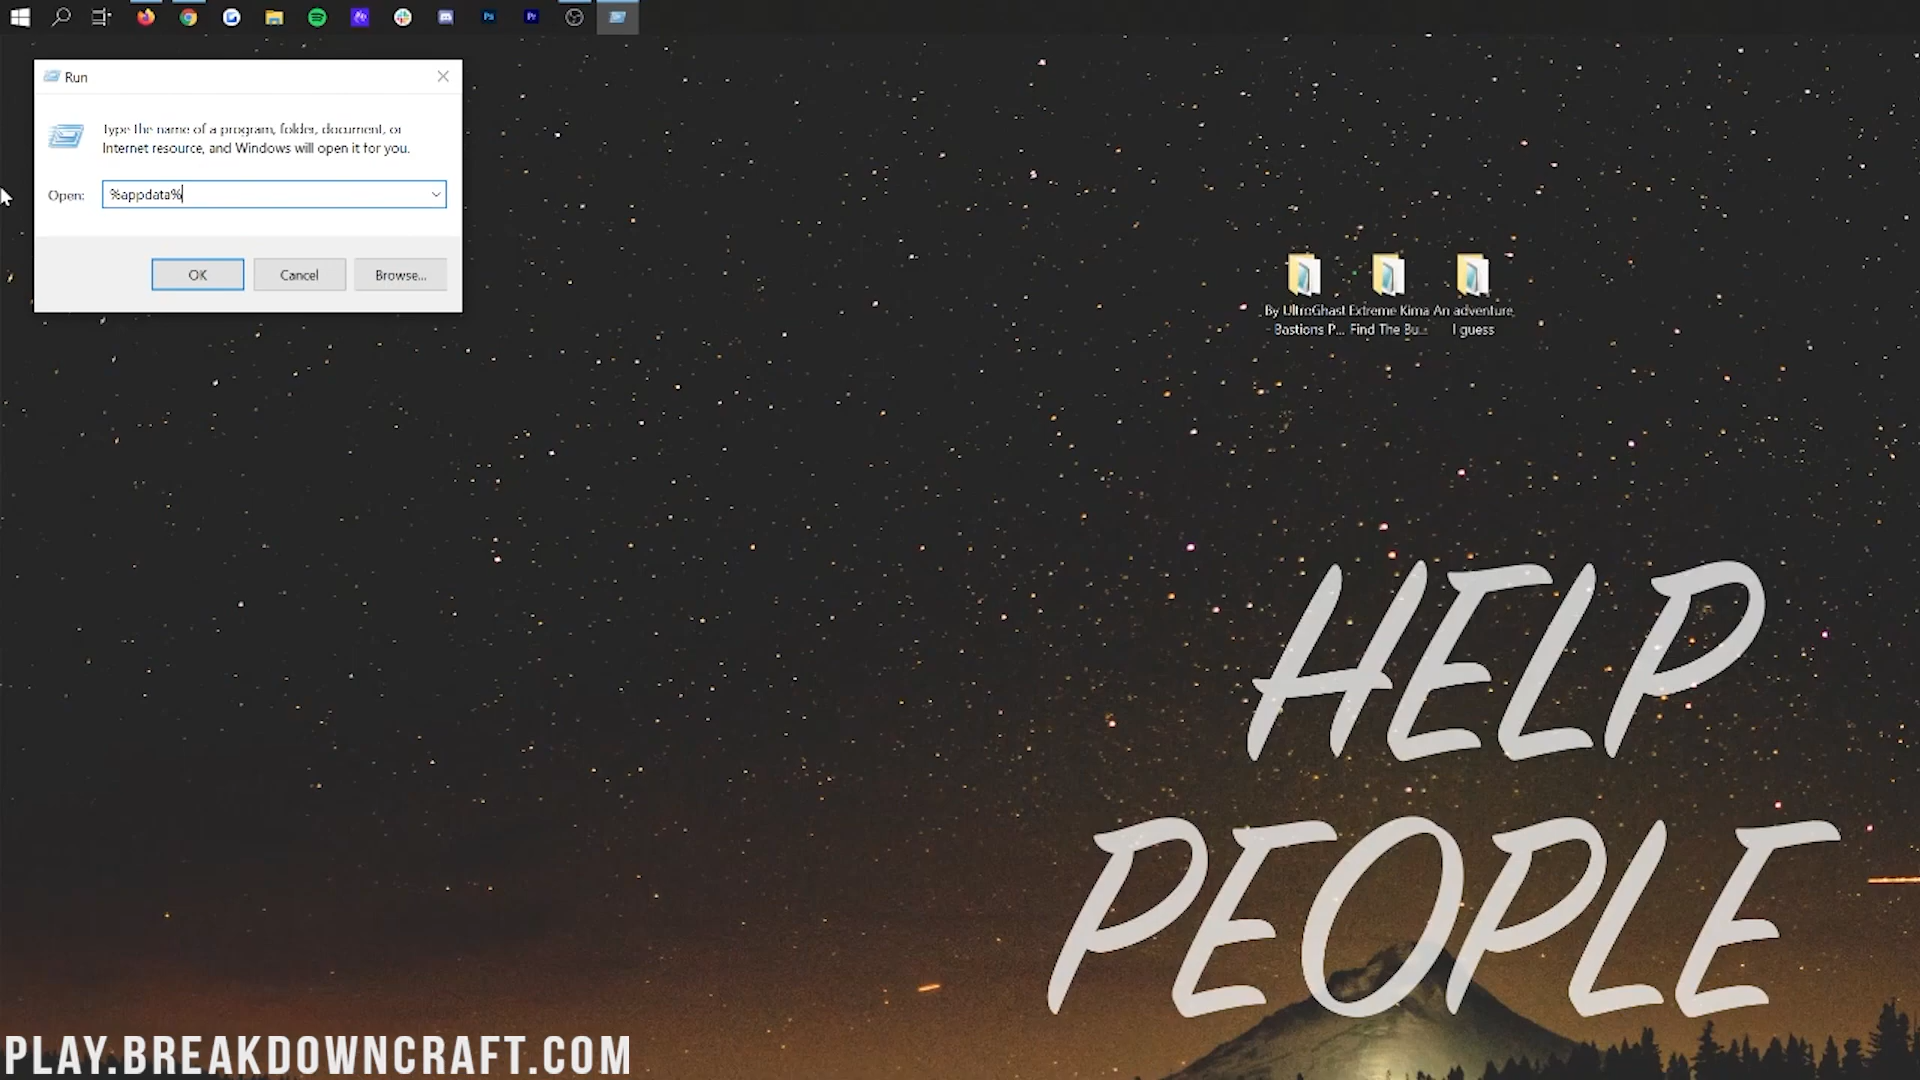 Run
Type the name of a program, folder, document, or
Internet resource, and Windows will open it for you.
Open: %appdata%
OK Cancel Browse...
By UltroGhast Extreme Kima An adventure
- Bastions P... Find The Bu... I guess
HELP
PEOPLE
PLAY.BREAKDOWNCRAFT.COM